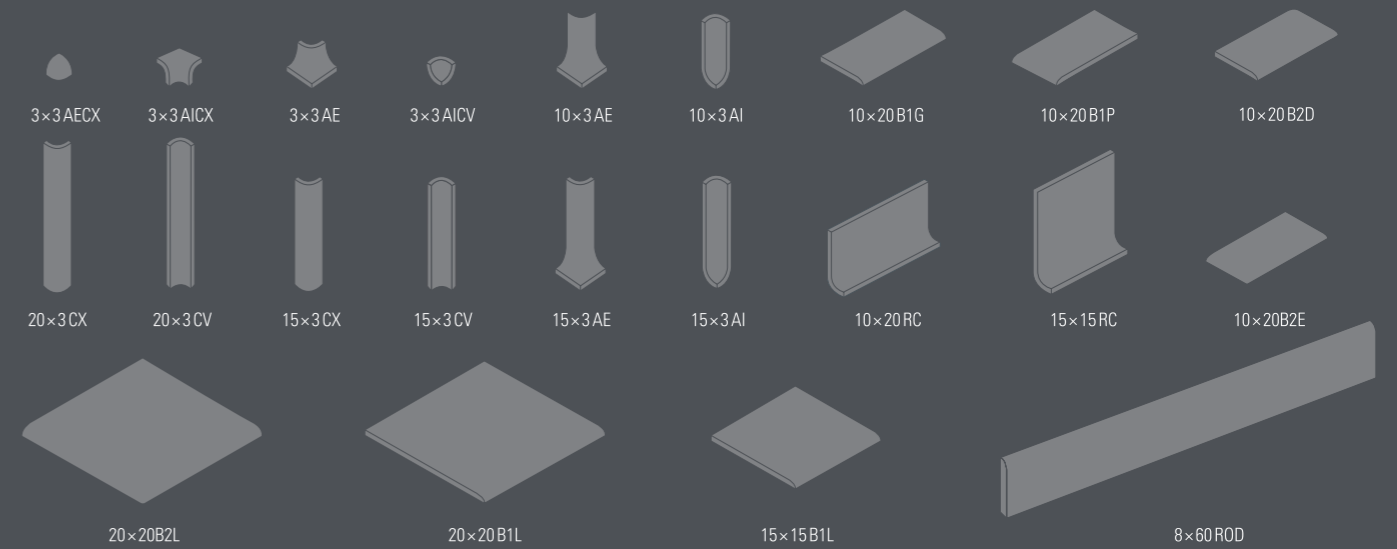 3×3 AECX 3×3 AICX 3×3 AE 3×3 AICV 10×3 AE 10×3 AI 10×20 B1G 10×20 B1P 10×20 B2D
20×3 CX 20×3 CV 15×3 CX 15×3 CV 15×3 AE 15×3 AI 10×20 RC 15×15 RC 10×20B2E
20×20B2L 20×20 B1L 15×15 B1L 8×60 ROD